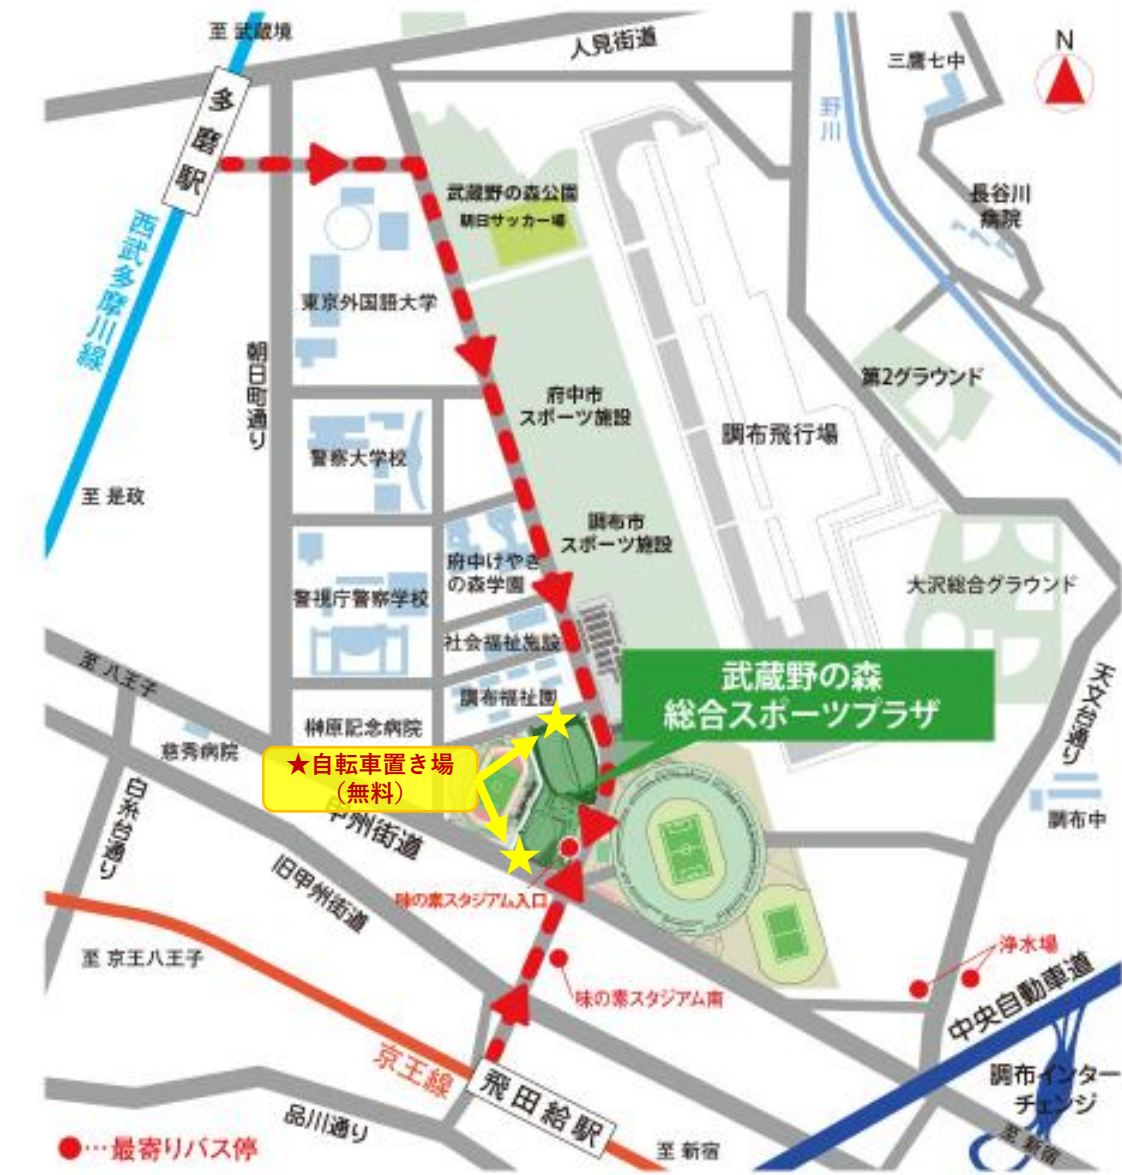 至 武蔵境
人見街道
N
三鷹七中
多磨駅
野川
武蔵野の森公園
朝日サッカー場
長谷川
病院
西武多摩川線
東京外国語大学
朝日町通り
府中市
スポーツ施設
第2グラウンド
調布飛行場
警察大学校
至 是政
調布市
スポーツ施設
府中けやき
の森学園
大沢総合グラウンド
警視庁警察学校
社会福祉施設
至 八王子
武蔵野の森
総合スポーツプラザ
天文台通り
調布福祉園
榊原記念病院
慈秀病院
★自転車置き場
（無料）
白糸台通り
甲州街道
調布中
旧甲州街道
味の素スタジアム入口
至 京王八王子
浄水場
味の素スタジアム南
中央自動車道
京王線
飛田給駅
調布インター
チェンジ
品川通り
至 新宿
至 新宿
●…最寄りバス停